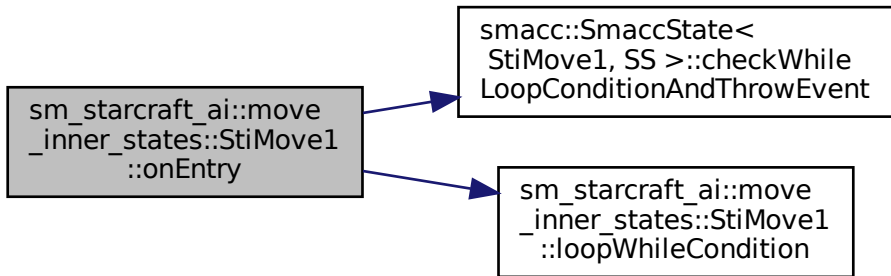 sm_starcraft_ai::move
_inner_states::StiMove1
::onEntry
smacc::SmaccState<
StiMove1, SS >::checkWhile
LoopConditionAndThrowEvent
sm_starcraft_ai::move
_inner_states::StiMove1
::loopWhileCondition